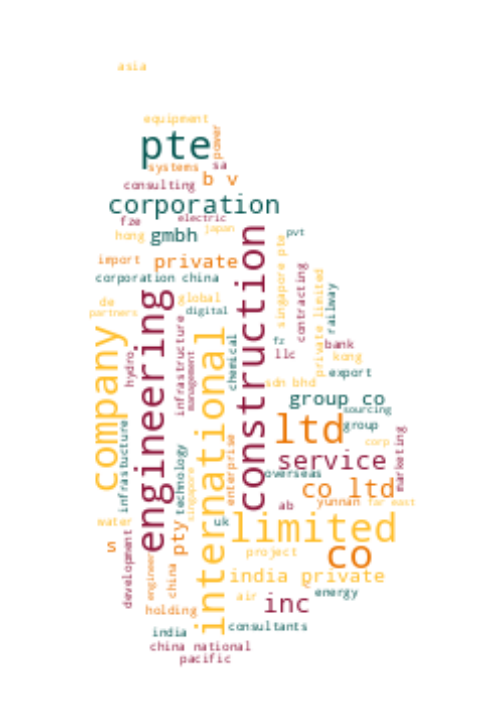 asia
equipment
pte
power
systems
sa
consulting
b v
corporation
fze
electric
hong
gmbh
japan
pvt
import
private
construction
singapore pte
corporation china
contracting
private limited
railway
de
global
partners
digital
engineering
company
international
infrastructure
management
chemical
hydro
fz
llc
bank
kong
export
sdn bhd
group co
sourcing
ltd
group
corp
marketing
infrastucture
technology
singapore
enterprise
service
overseas
co ltd
ab
yunnan
far east
water
uk
limited
s
pty
project
co
development
engineer
china
india private
air
inc
energy
holding
india
consultants
china national
pacific